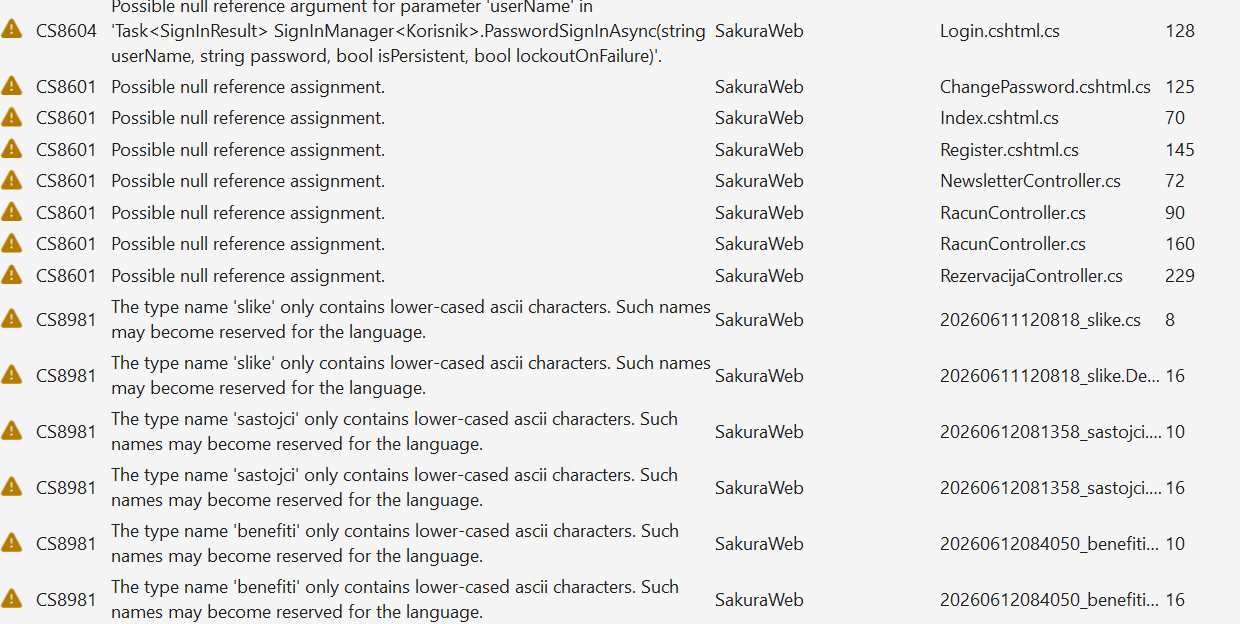 Possible null reference argument for parameter 'userName' in
CS8604 'Task<SignInResult> SignInManager<Korisnik>.PasswordSignInAsync(string SakuraWeb Login.cshtml.cs 128
userName, string password, bool isPersistent, bool lockoutOnFailure)'.
CS8601 Possible null reference assignment. SakuraWeb ChangePassword.cshtml.cs 125
CS8601 Possible null reference assignment. SakuraWeb Index.cshtml.cs 70
CS8601 Possible null reference assignment. SakuraWeb Register.cshtml.cs 145
CS8601 Possible null reference assignment. SakuraWeb NewsletterController.cs 72
CS8601 Possible null reference assignment. SakuraWeb RacunController.cs 90
CS8601 Possible null reference assignment. SakuraWeb RacunController.cs 160
CS8601 Possible null reference assignment. SakuraWeb RezervacijaController.cs 229
The type name 'slike' only contains lower-cased ascii characters. Such names
CS8981 may become reserved for the language. SakuraWeb 20260611120818_slike.cs 8
The type name 'slike' only contains lower-cased ascii characters. Such names
CS8981 may become reserved for the language. SakuraWeb 20260611120818_slike.De... 16
The type name 'sastojci' only contains lower-cased ascii characters. Such
CS8981 names may become reserved for the language. SakuraWeb 20260612081358_sastojci.... 10
The type name 'sastojci' only contains lower-cased ascii characters. Such
CS8981 names may become reserved for the language. SakuraWeb 20260612081358_sastojci.... 16
The type name 'benefiti' only contains lower-cased ascii characters. Such
CS8981 names may become reserved for the language. SakuraWeb 20260612084050_benefiti... 10
The type name 'benefiti' only contains lower-cased ascii characters. Such
CS8981 names may become reserved for the language. SakuraWeb 20260612084050_benefiti... 16